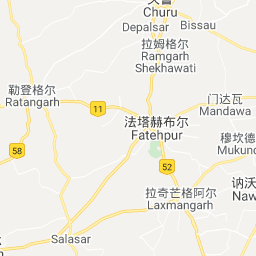 Churu
Depalsar
Bissau
拉姆格尔
Ramgarh
Shekhawati
勒登格尔
Ratangarh
11
门达瓦
Mandawa
法塔赫布尔
Fatehpur
穆坎德
Mukund
58
52
拉奇芒格阿尔
Laxmangarh
讷沃
Naw
Salasar